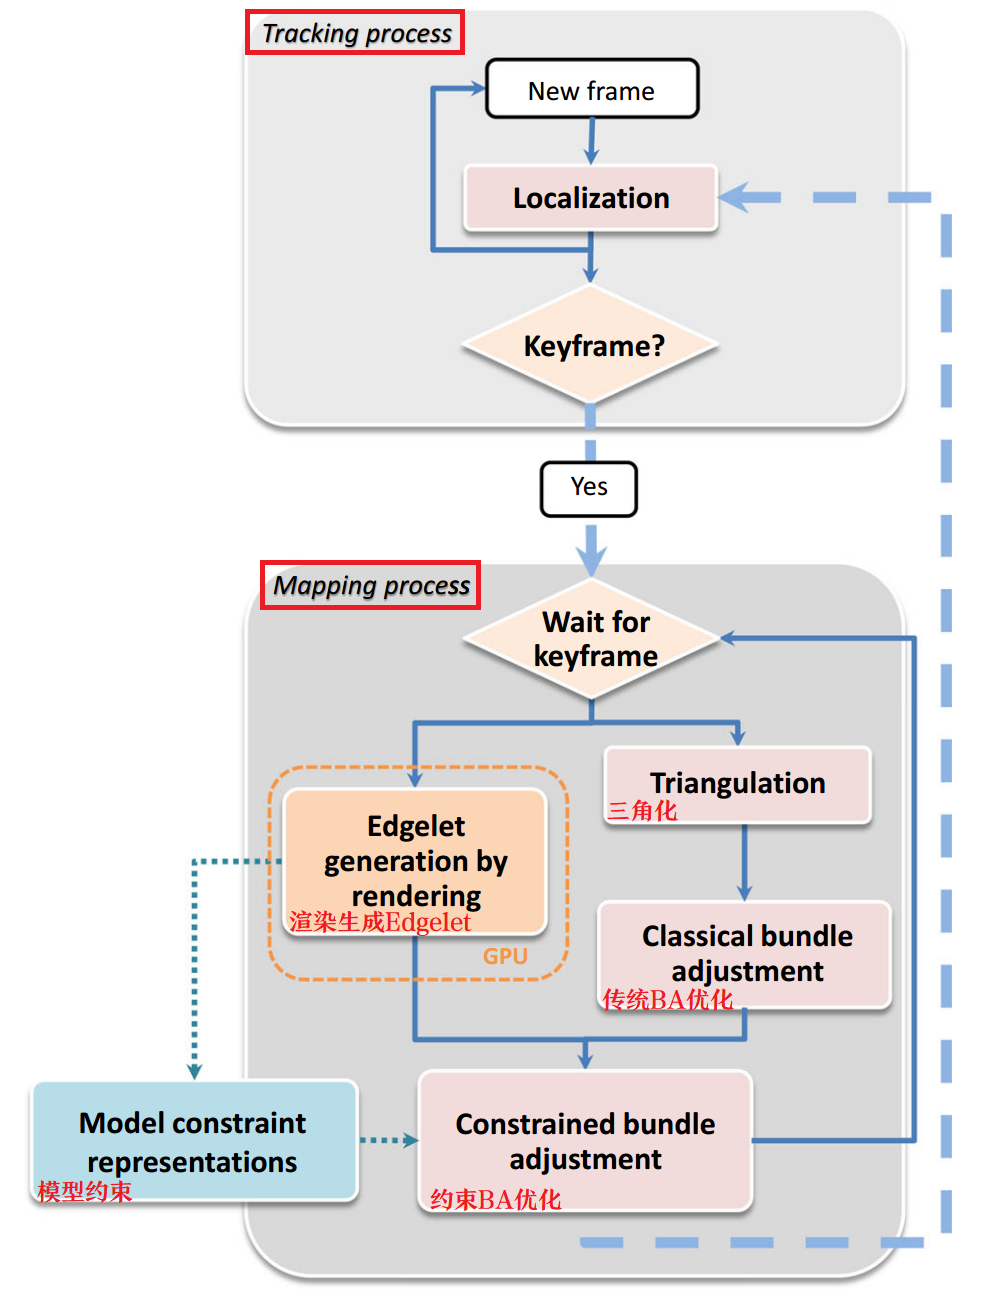 Tracking process
New frame
Localization
Keyframe?
Yes
Mapping process
Wait for
keyframe
Edgelet
generation by
rendering
渲染生成Edgelet
GPU
Triangulation
三角化
Classical bundle
adjustment
传统BA优化
Model constraint
representations
模型约束
Constrained bundle
adjustment
约束BA优化